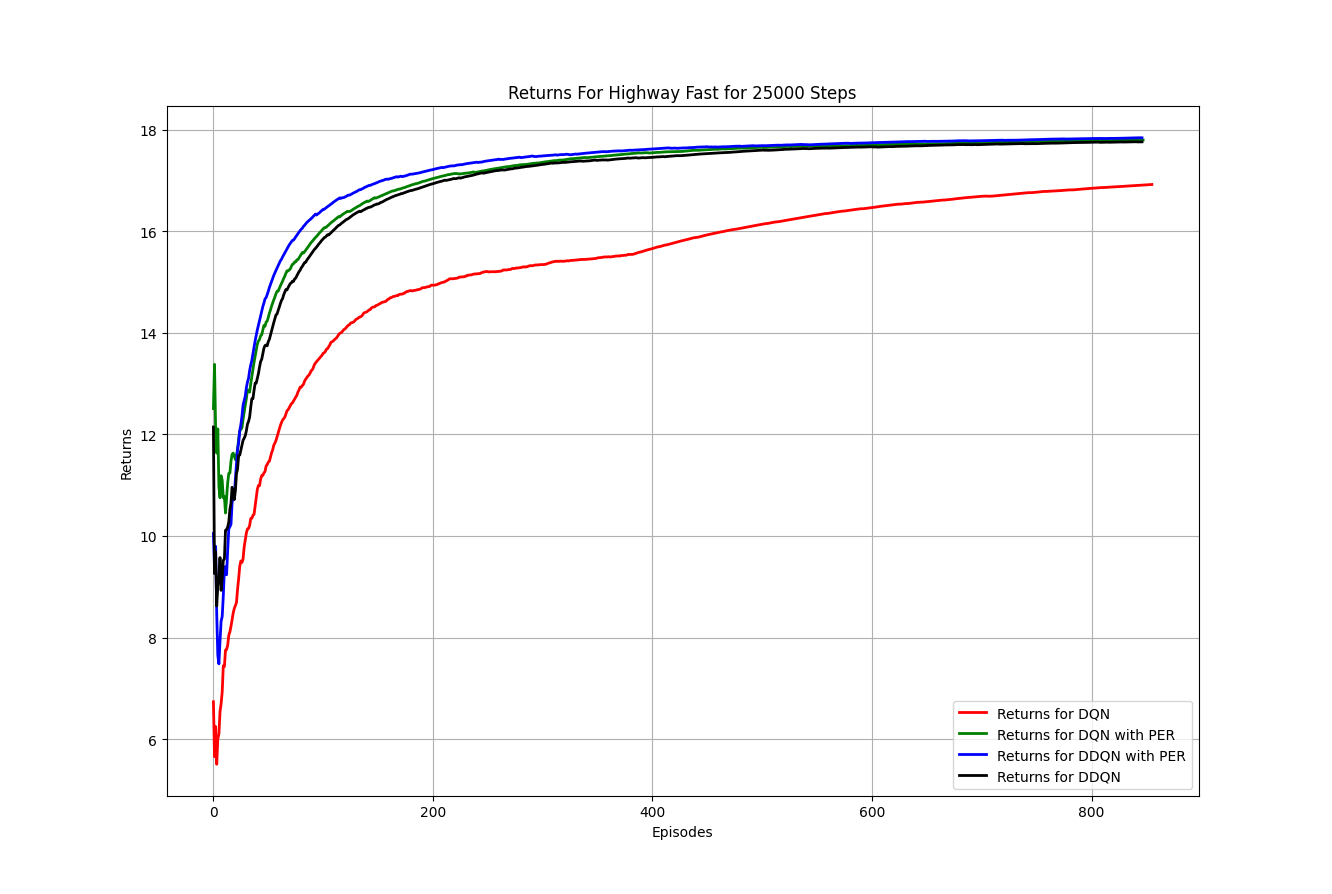 Returns For Highway Fast for 25000 Steps
18
16
14
12
10
8
6
Returns
0
200
400
600
800
Episodes
Returns for DQN
Returns for DQN with PER
Returns for DDQN with PER
Returns for DDQN